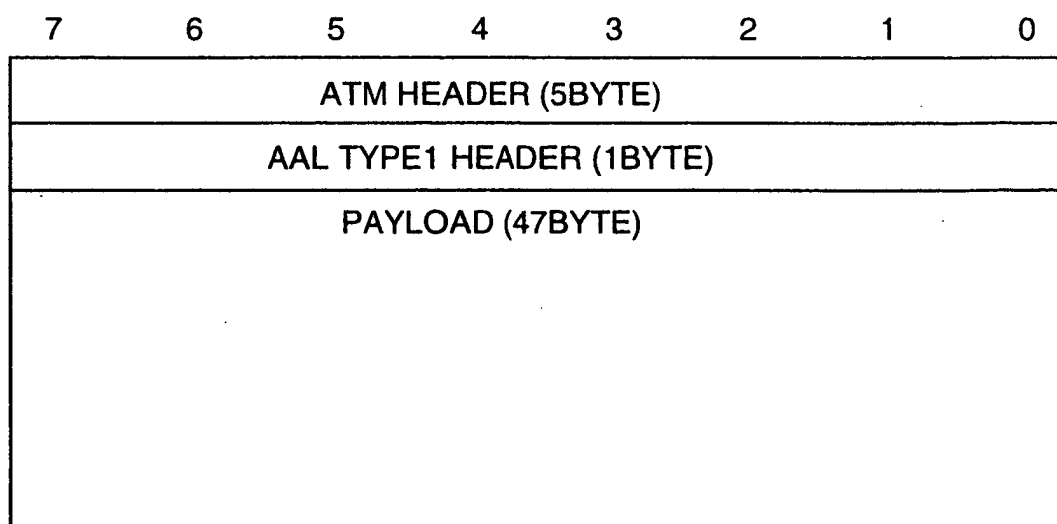 7 6 5 4 3 2 1 0
ATM HEADER (5BYTE)
AAL TYPE1 HEADER (1BYTE)
PAYLOAD (47BYTE)